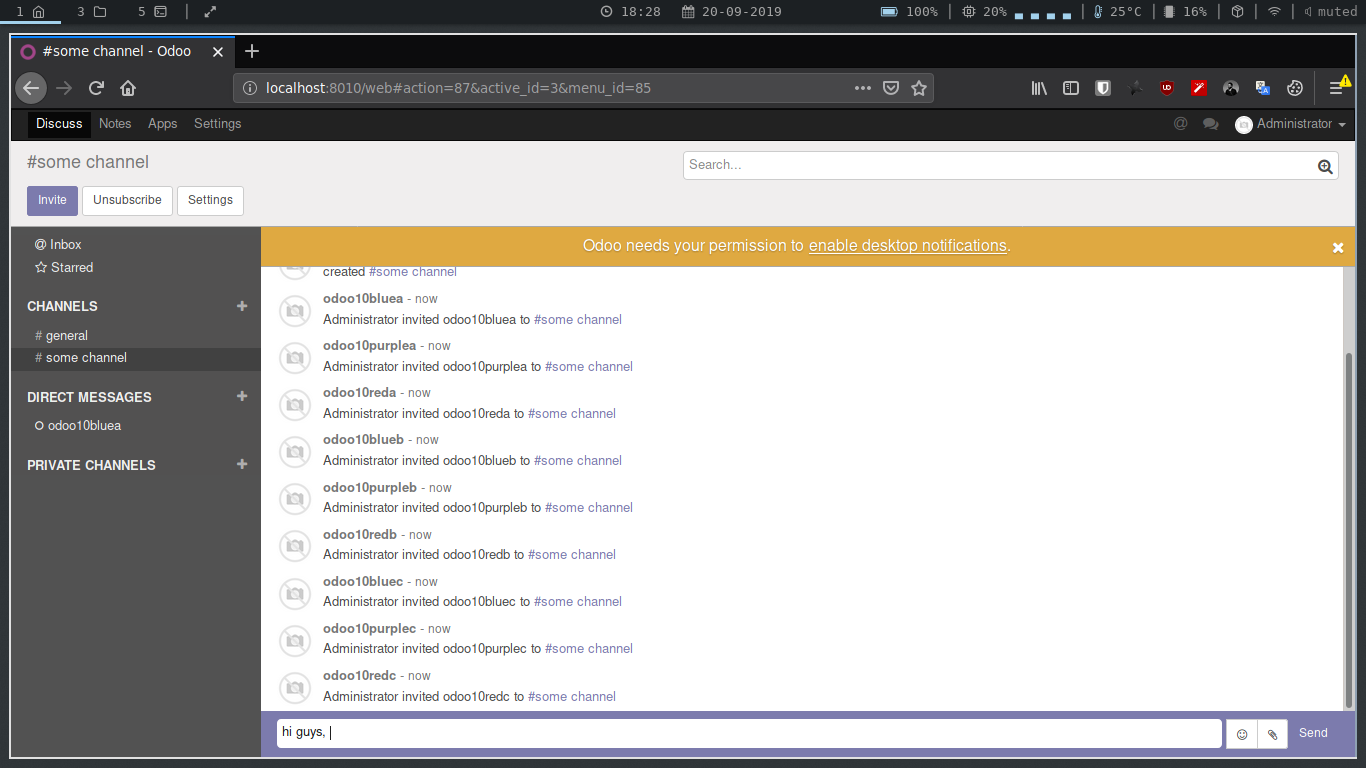 1 3 5 18:28 20-09-2019 100% 20% 25°C 16% muted
#some channel - Odoo
localhost:8010/web#action=87&active_id=3&menu_id=85
Discuss Notes Apps Settings Administrator
#some channel
Search...
Invite Unsubscribe Settings
Inbox
Starred
CHANNELS
# general
# some channel
DIRECT MESSAGES
odoo10bluea
PRIVATE CHANNELS
Odoo needs your permission to enable desktop notifications.
created #some channel
odoo10bluea - now
Administrator invited odoo10bluea to #some channel
odoo10purplea - now
Administrator invited odoo10purplea to #some channel
odoo10reda - now
Administrator invited odoo10reda to #some channel
odoo10blueb - now
Administrator invited odoo10blueb to #some channel
odoo10purpleb - now
Administrator invited odoo10purpleb to #some channel
odoo10redb - now
Administrator invited odoo10redb to #some channel
odoo10bluec - now
Administrator invited odoo10bluec to #some channel
odoo10purplec - now
Administrator invited odoo10purplec to #some channel
odoo10redc - now
Administrator invited odoo10redc to #some channel
hi guys,
Send